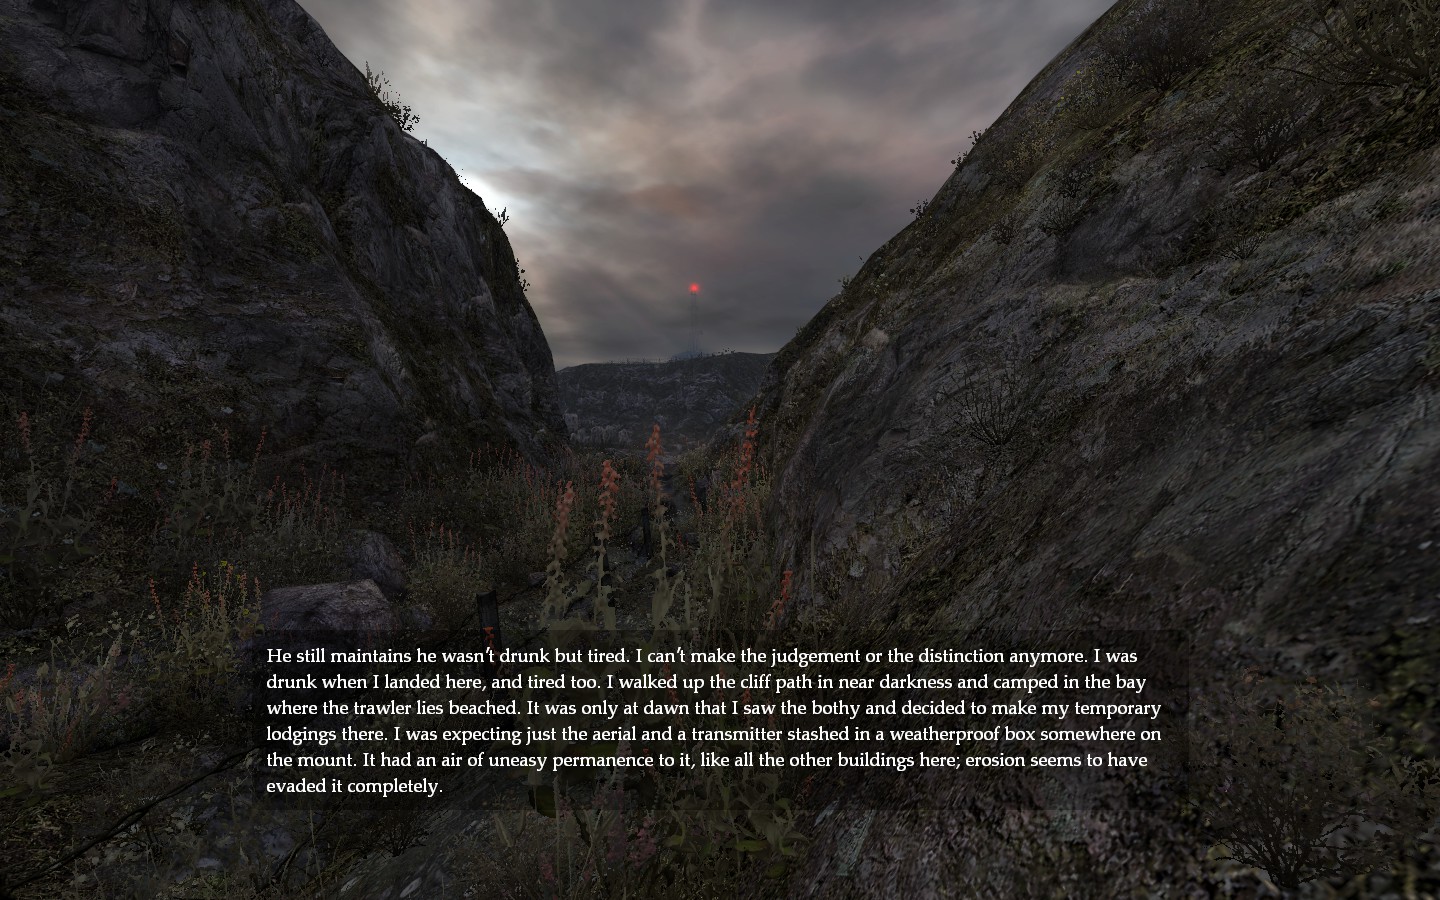 He still maintains he wasn't drunk but tired. I can't make the judgement or the distinction anymore. I was
drunk when I landed here, and tired too. I walked up the cliff path in near darkness and camped in the bay
where the trawler lies beached. It was only at dawn that I saw the bothy and decided to make my temporary
lodgings there. I was expecting just the aerial and a transmitter stashed in a weatherproof box somewhere on
the mount. It had an air of uneasy permanence to it, like all the other buildings here; erosion seems to have
evaded it completely.